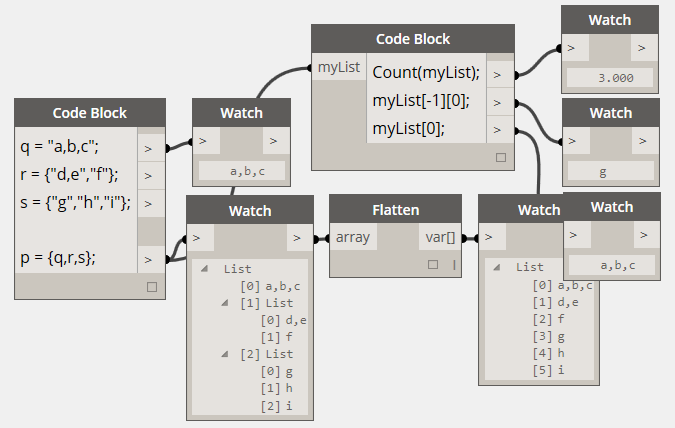 Code Block
q = "a,b,c"; >
r = {"d,e","f"}; >
s = {"g","h","i"}; >
p = {q,r,s}; >
Watch
> >
a,b,c
Code Block
myList
Count(myList); >
myList[-1][0]; >
myList[0]; >
Watch
> >
3.000
Watch
> >
g
Watch
> >
List
[0] a,b,c
[1] List
[0] d,e
[1] f
[2] List
[0] g
[1] h
[2] i
Flatten
array var[]
Watch
>
List
[0] a,b,c
[1] d,e
[2] f
[3] g
[4] h
[5] i
Watch
> >
a,b,c